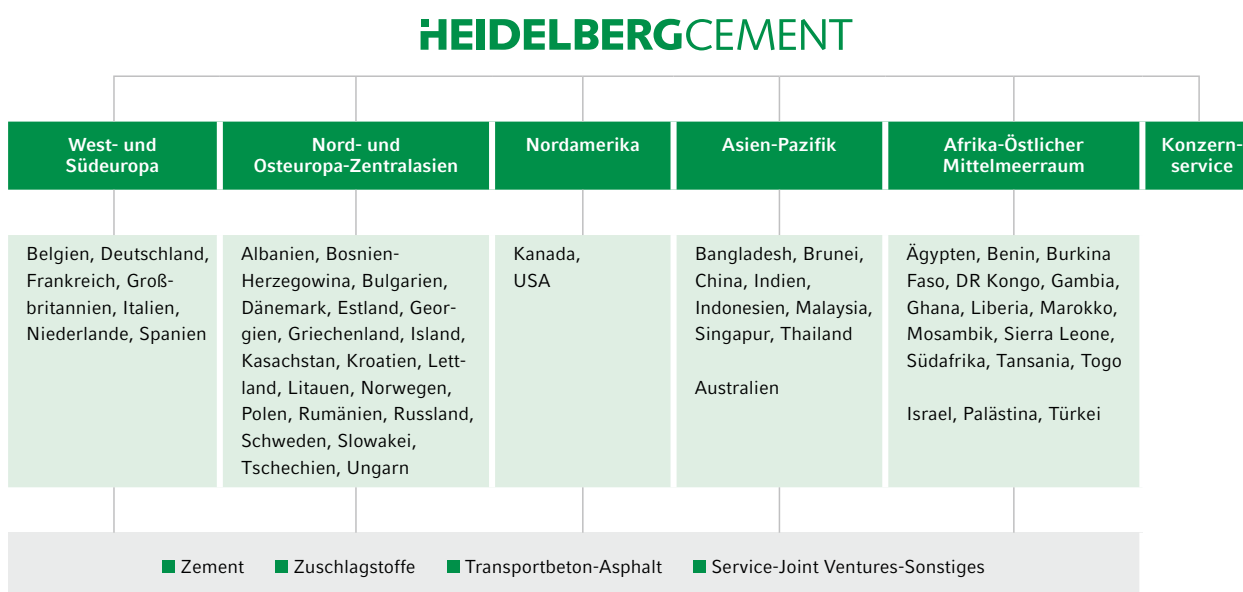 HEIDELBERGCEMENT
West- und
Südeuropa
Nord- und
Osteuropa-Zentralasien
Nordamerika
Asien-Pazifik
Afrika-Östlicher
Mittelmeerraum
Konzern-
service
Belgien, Deutschland,
Frankreich, Groß-
britannien, Italien,
Niederlande, Spanien
Albanien, Bosnien-
Herzegowina, Bulgarien,
Dänemark, Estland, Geor-
gien, Griechenland, Island,
Kasachstan, Kroatien, Lett-
land, Litauen, Norwegen,
Polen, Rumänien, Russland,
Schweden, Slowakei,
Tschechien, Ungarn
Kanada,
USA
Bangladesh, Brunei,
China, Indien,
Indonesien, Malaysia,
Singapur, Thailand
Australien
Ägypten, Benin, Burkina
Faso, DR Kongo, Gambia,
Ghana, Liberia, Marokko,
Mosambik, Sierra Leone,
Südafrika, Tansania, Togo
Israel, Palästina, Türkei
Zement Zuschlagstoffe Transportbeton-Asphalt Service-Joint Ventures-Sonstiges